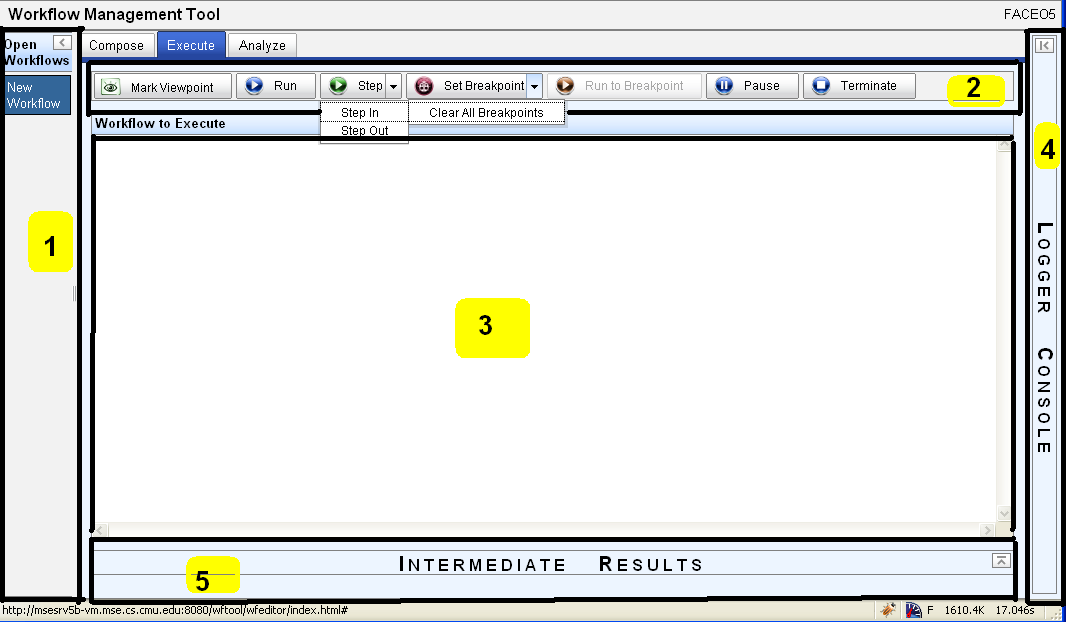 Workflow Management Tool
FACEO5
Open
Workflows
New
Workflow
1
Compose
Execute
Analyze
Mark Viewpoint
Run
Step
Set Breakpoint
Run to Breakpoint
Pause
Terminate
2
Step In
Step Out
Clear All Breakpoints
Workflow to Execute
3
4
LOGGER CONSOLE
INTERMEDIATE RESULTS
5
http://msesrv5b-vm.mse.cs.cmu.edu:8080/wftool/wfeditor/index.html#
F 1610.4K 17.046s